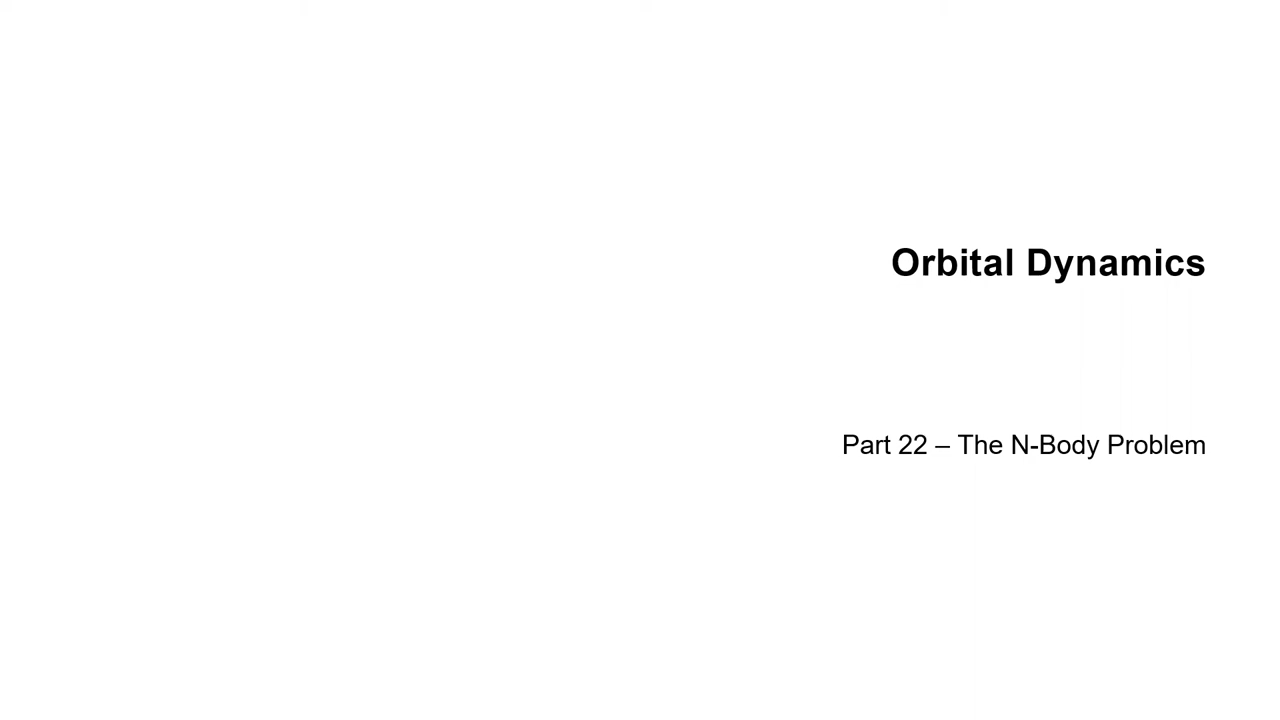 Orbital Dynamics
Part 22 – The N-Body Problem